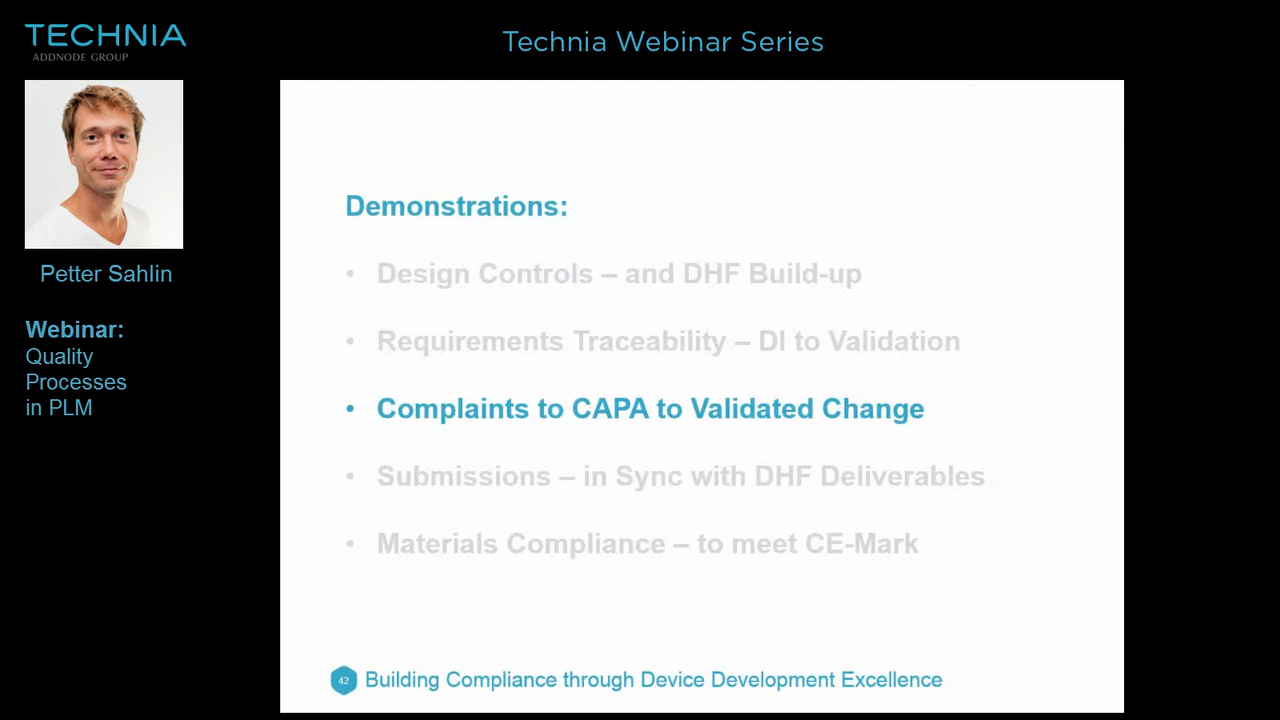 TECHNIA
ADDNODE GROUP
Technia Webinar Series
Petter Sahlin
Webinar:
Quality
Processes
in PLM
Demonstrations:
• Design Controls – and DHF Build-up
• Requirements Traceability – DI to Validation
• Complaints to CAPA to Validated Change
• Submissions – in Sync with DHF Deliverables
• Materials Compliance – to meet CE-Mark
42 Building Compliance through Device Development Excellence